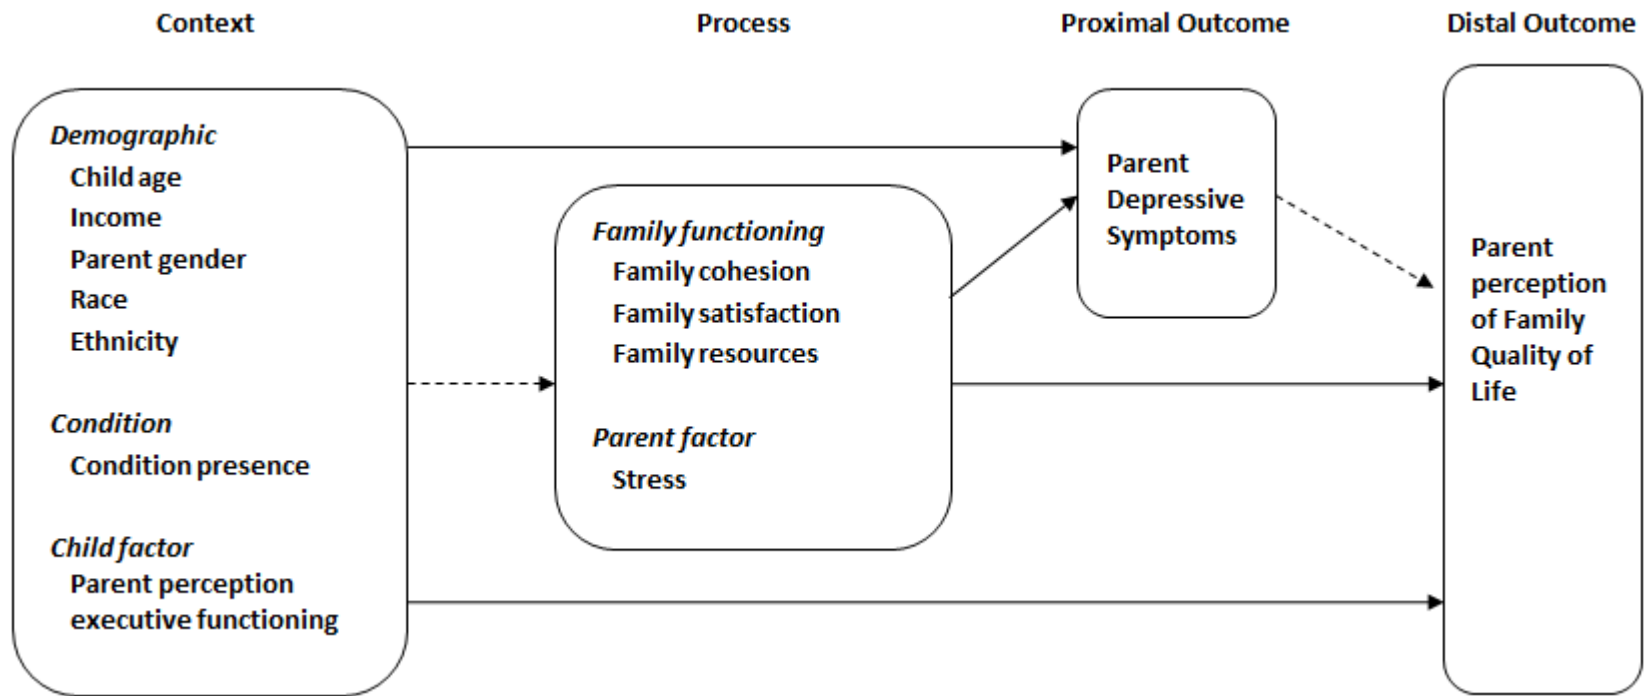 Context
Process
Proximal Outcome
Distal Outcome
Demographic
Child age
Income
Parent gender
Race
Ethnicity
Condition
Condition presence
Child factor
Parent perception
executive functioning
Family functioning
Family cohesion
Family satisfaction
Family resources
Parent factor
Stress
Parent
Depressive
Symptoms
Parent
perception
of Family
Quality of
Life